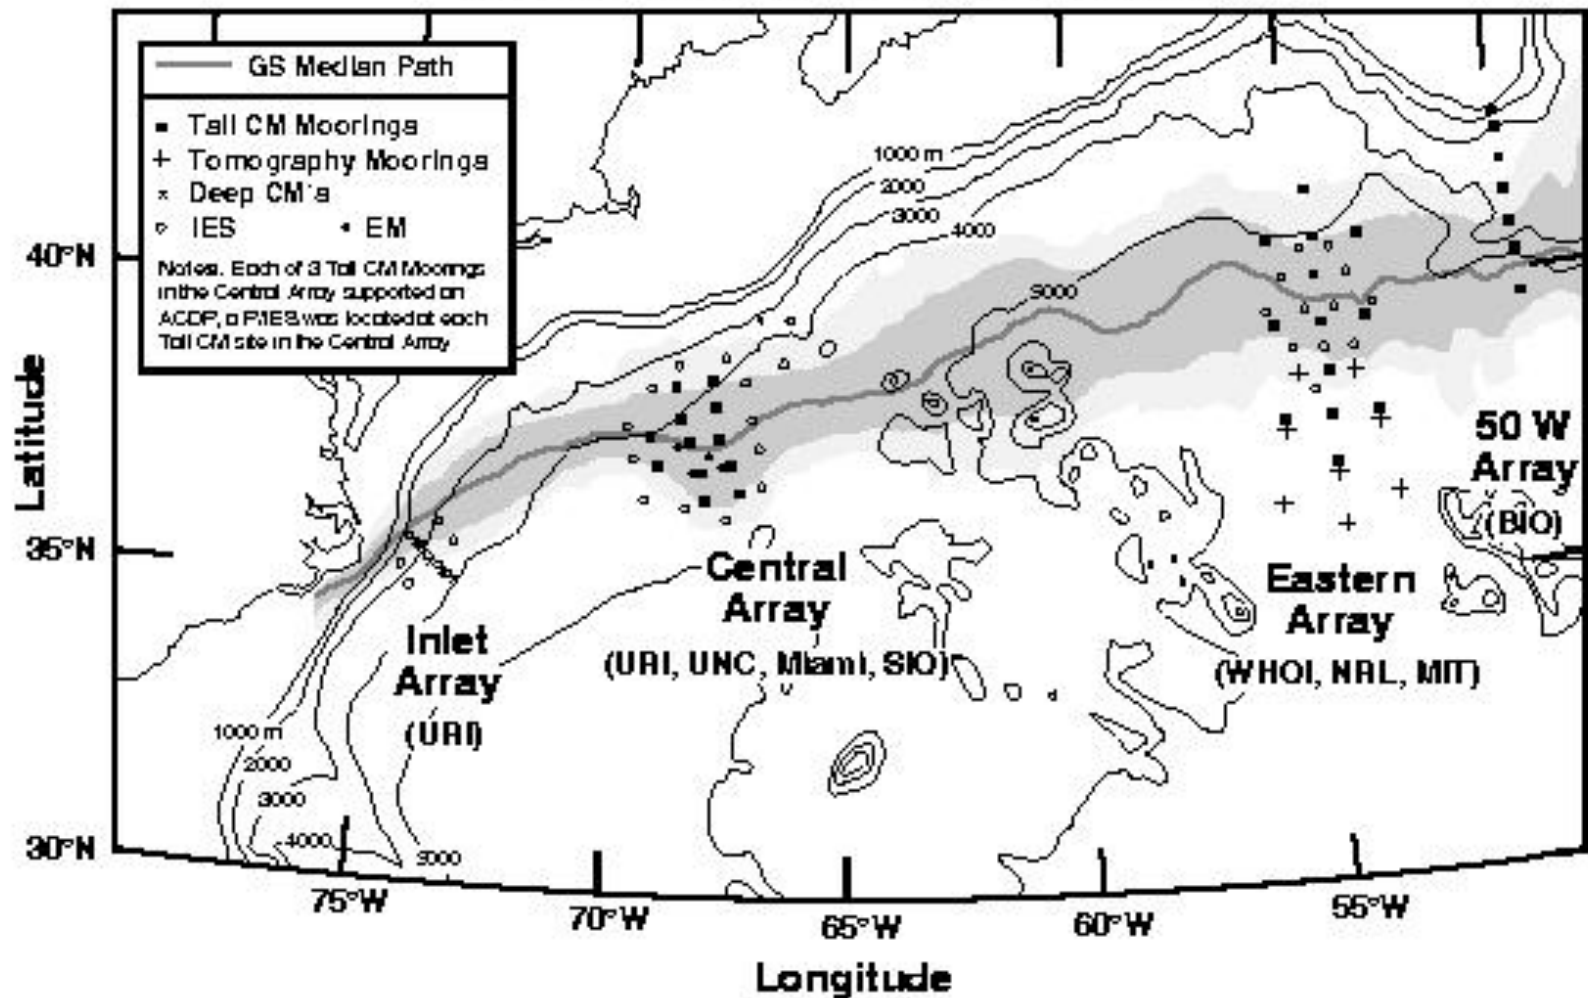 GS Median Path
Tall CM Moorings
Tomography Moorings
Deep CM's
IES
EM
Notes: Each of 3 Tall CM Moorings
in the Central Array supported an
ACDP, a PIES was located at each
Tall CM site in the Central Array
1000 m
2000
3000
4000
5000
40°N
35°N
30°N
Latitude
50 W
Array
(BIO)
Central
Array
(URI, UNC, Miami, SIO)
Eastern
Array
(WHOI, NRL, MIT)
Inlet
Array
(URI)
1000 m
2000
3000
4000
5000
75°W
70°W
65°W
60°W
55°W
Longitude